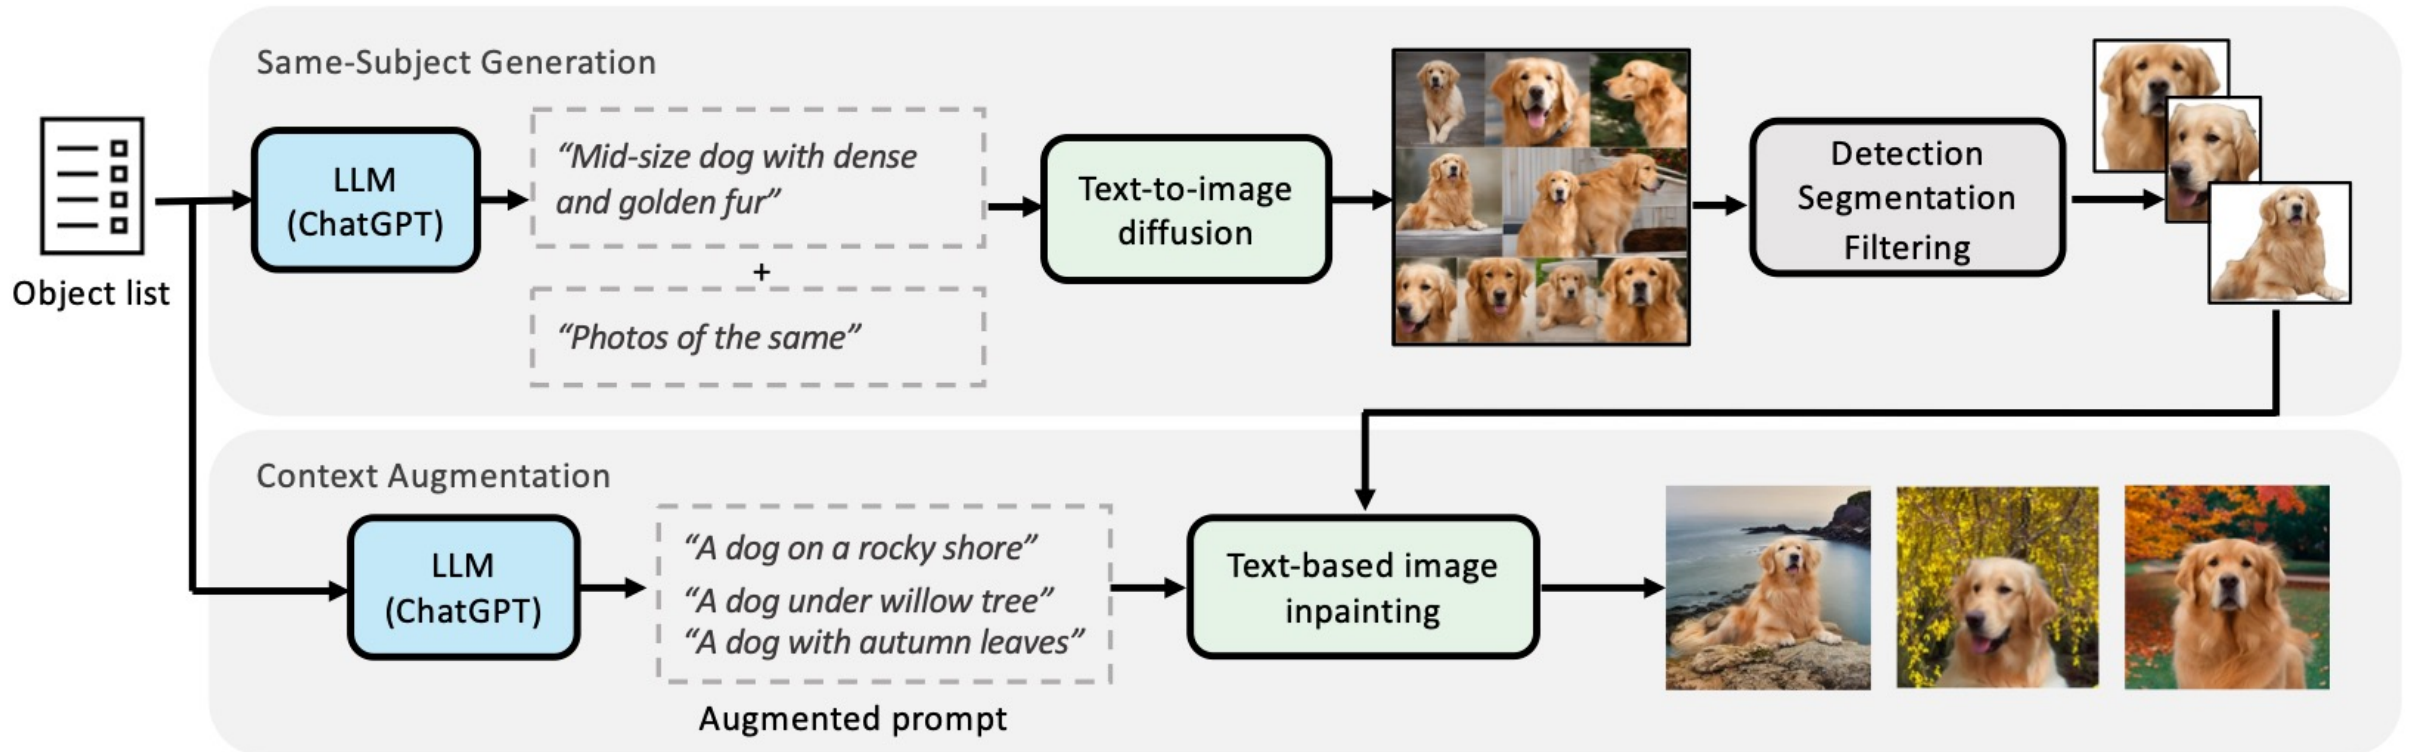 Same-Subject Generation
Object list
LLM
(ChatGPT)
“Mid-size dog with dense
and golden fur”
+
“Photos of the same”
Text-to-image
diffusion
Detection
Segmentation
Filtering
Context Augmentation
LLM
(ChatGPT)
“A dog on a rocky shore”
“A dog under willow tree”
“A dog with autumn leaves”
Augmented prompt
Text-based image
inpainting